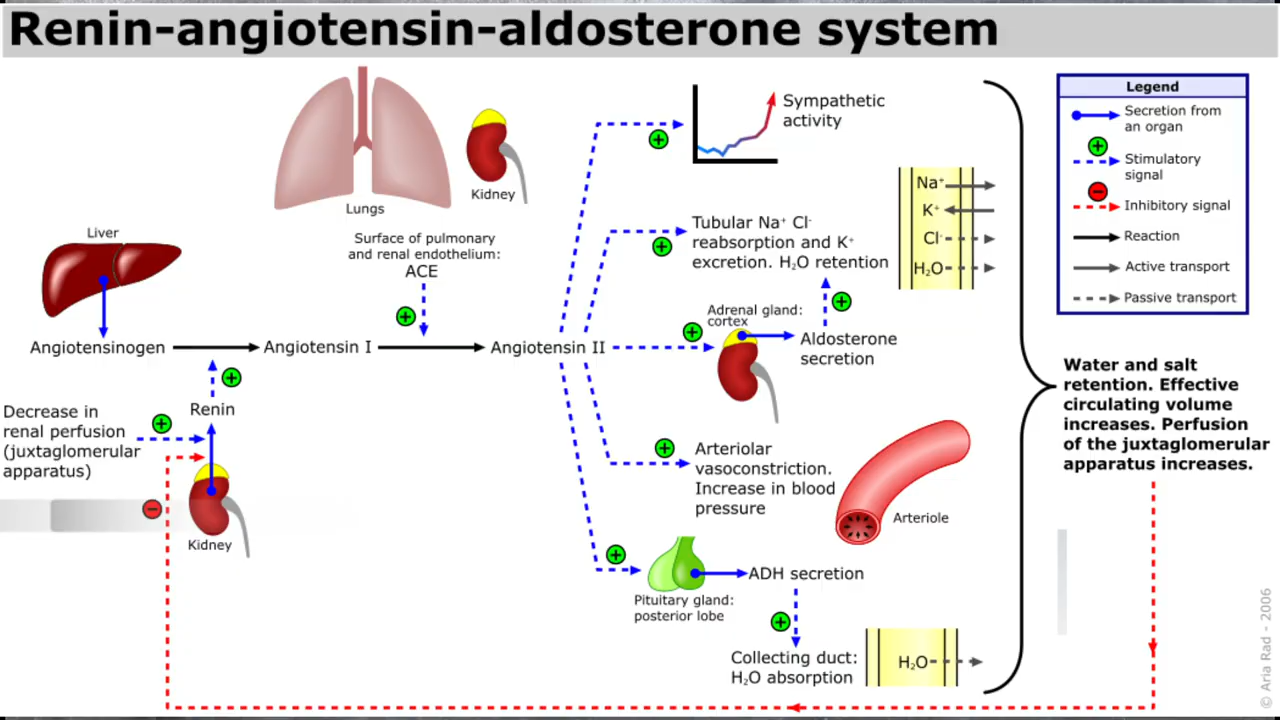 Renin-angiotensin-aldosterone system
Lungs
Kidney
Liver
Surface of pulmonary
and renal endothelium:
ACE
Angiotensinogen
Angiotensin I
Angiotensin II
Renin
Decrease in
renal perfusion
(juxtaglomerular
apparatus)
Kidney
Sympathetic
activity
Tubular Na⁺ Cl⁻
reabsorption and K⁺
excretion. H₂O retention
Na⁺
K⁺
Cl⁻
H₂O
Adrenal gland:
cortex
Aldosterone
secretion
Arteriolar
vasoconstriction.
Increase in blood
pressure
Arteriole
Pituitary gland:
posterior lobe
ADH secretion
Collecting duct:
H₂O absorption
H₂O
Legend
Secretion from
an organ
Stimulatory
signal
Inhibitory signal
Reaction
Active transport
Passive transport
Water and salt
retention. Effective
circulating volume
increases. Perfusion
of the juxtaglomerular
apparatus increases.
© Aria Rad - 2006